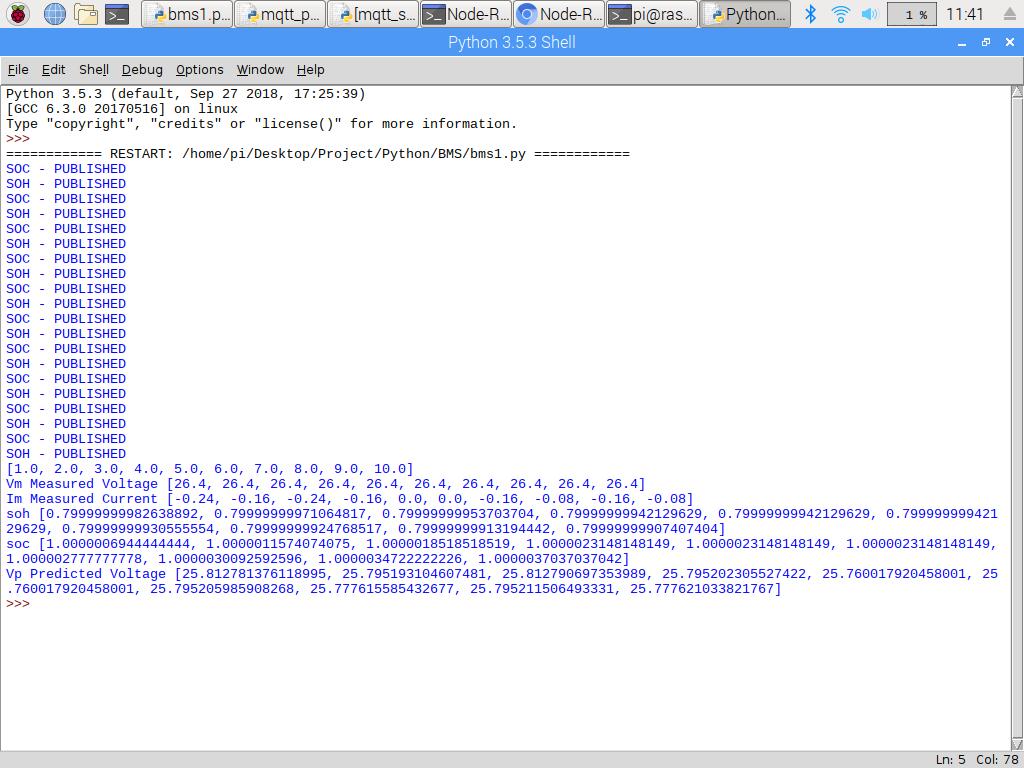 bms1.p...
mqtt_p...
[mqtt_s...
Node-R...
Node-R...
pi@ras...
Python...
1 %
11:41
Python 3.5.3 Shell
File Edit Shell Debug Options Window Help
Python 3.5.3 (default, Sep 27 2018, 17:25:39)
[GCC 6.3.0 20170516] on linux
Type "copyright", "credits" or "license()" for more information.
>>>
============ RESTART: /home/pi/Desktop/Project/Python/BMS/bms1.py ============
SOC - PUBLISHED
SOH - PUBLISHED
SOC - PUBLISHED
SOH - PUBLISHED
SOC - PUBLISHED
SOH - PUBLISHED
SOC - PUBLISHED
SOH - PUBLISHED
SOC - PUBLISHED
SOH - PUBLISHED
SOC - PUBLISHED
SOH - PUBLISHED
SOC - PUBLISHED
SOH - PUBLISHED
SOC - PUBLISHED
SOH - PUBLISHED
SOC - PUBLISHED
SOH - PUBLISHED
SOC - PUBLISHED
SOH - PUBLISHED
[1.0, 2.0, 3.0, 4.0, 5.0, 6.0, 7.0, 8.0, 9.0, 10.0]
Vm Measured Voltage [26.4, 26.4, 26.4, 26.4, 26.4, 26.4, 26.4, 26.4, 26.4, 26.4]
Im Measured Current [-0.24, -0.16, -0.24, -0.16, 0.0, 0.0, -0.16, -0.08, -0.16, -0.08]
soh [0.79999999982638892, 0.79999999971064817, 0.79999999953703704, 0.79999999942129629, 0.79999999942129629, 0.799999999421
29629, 0.79999999930555554, 0.79999999924768517, 0.79999999913194442, 0.79999999907407404]
soc [1.0000006944444444, 1.0000011574074075, 1.0000018518518519, 1.0000023148148149, 1.0000023148148149, 1.0000023148148149,
1.0000027777777778, 1.0000030092592596, 1.0000034722222226, 1.0000037037037042]
Vp Predicted Voltage [25.812781376118995, 25.795193104607481, 25.812790697353989, 25.795202305527422, 25.760017920458001, 25
.760017920458001, 25.795205985908268, 25.777615585432677, 25.795211506493331, 25.777621033821767]
>>>
Ln: 5 Col: 78